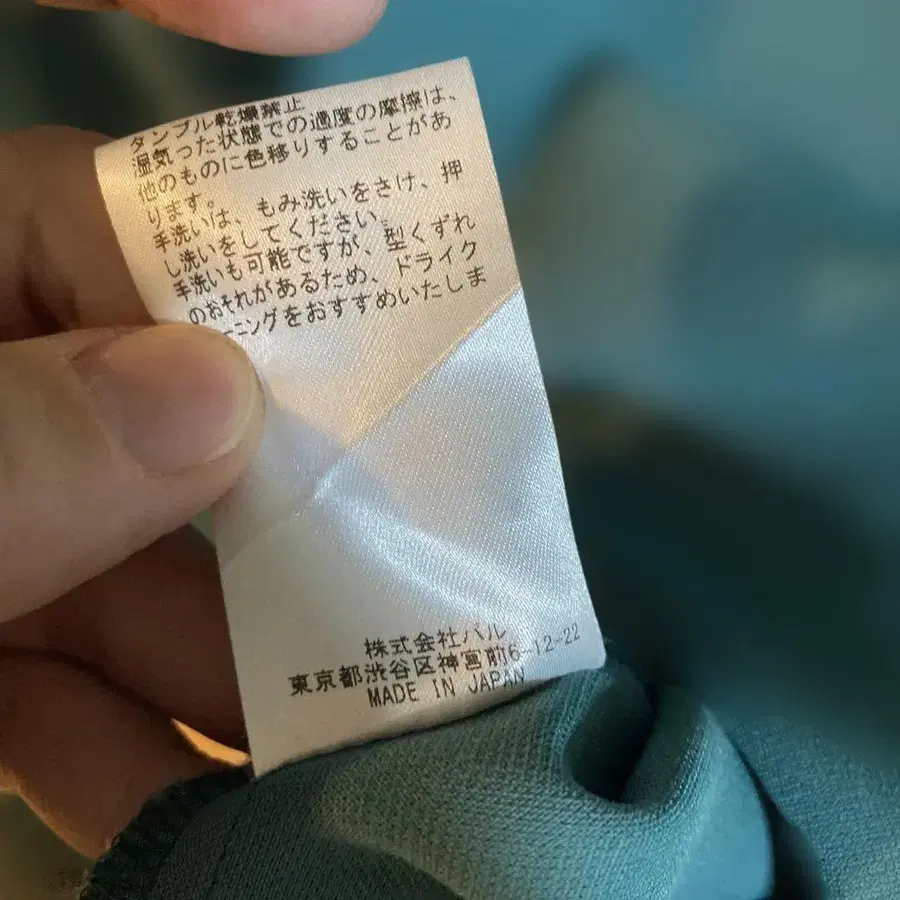 タンブル乾燥禁止
湿気った状態での過度の摩擦は、
他のものに色移りすることがあ
ります。
手洗いは、もみ洗いをさけ、押
し洗いをしてください。
手洗いも可能ですが、型くずれ
のおそれがあるため、ドライク
ーニングをおすすめいたしま
株式会社パル
東京都渋谷区神宮前6-12-22
MADE IN JAPAN